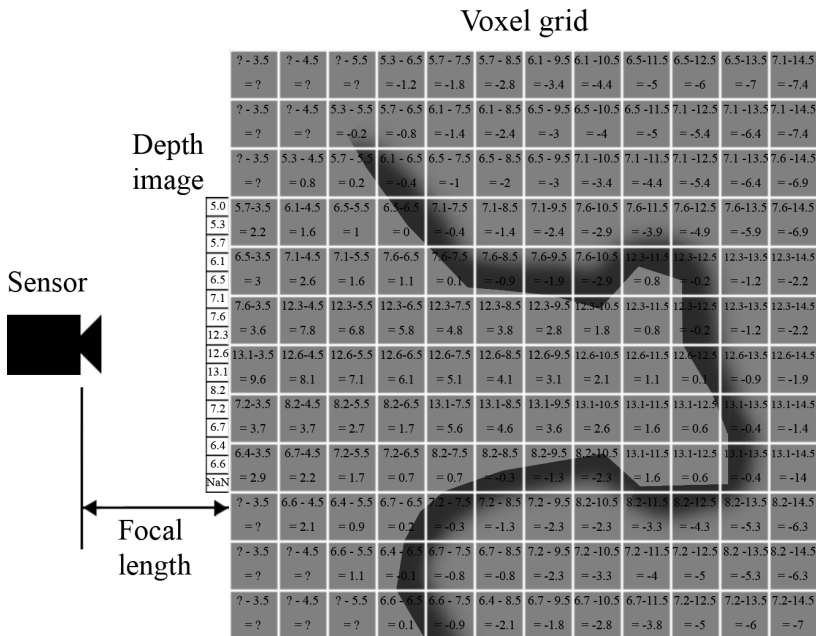 Voxel grid
? - 3.5 ? - 4.5 ? - 5.5 5.3 - 6.5 5.7 - 7.5 5.7 - 8.5 6.1 - 9.5 6.1 -10.5 6.5-11.5 6.5-12.5 6.5-13.5 7.1-14.5
= ? = ? = ? = -1.2 = -1.8 = -2.8 = -3.4 = -4.4 = -5 = -6 = -7 = -7.4
? - 3.5 ? - 4.5 5.3 - 5.5 5.7 - 6.5 6.1 - 7.5 6.1 - 8.5 6.5 - 9.5 6.5 -10.5 6.5 -11.5 7.1 -12.5 7.1 -13.5 7.1-14.5
= ? = ? = -0.2 = -0.8 = -1.4 = -2.4 = -3 = -4 = -5 = -5.4 = -6.4 = -7.4
Depth
image
? - 3.5 5.3 - 4.5 5.7 - 5.5 6.1 - 6.5 6.5 - 7.5 6.5 - 8.5 6.5 - 9.5 7.1-10.5 7.1-11.5 7.1-12.5 7.1-13.5 7.6-14.5
= ? = 0.8 = 0.2 = -0.4 = -1 = -2 = -3 = -3.4 = -4.4 = -5.4 = -6.4 = -6.9
5.0
5.3
5.7
6.1
6.5
7.1
7.6
12.3
12.6
13.1
8.2
7.2
6.7
6.4
6.6
NaN
5.7-3.5 6.1-4.5 6.5-5.5 6.5-6.5 7.1-7.5 7.1-8.5 7.1-9.5 7.6-10.5 7.6-11.5 7.6-12.5 7.6-13.5 7.6-14.5
= 2.2 = 1.6 = 1 = 0 = -0.4 = -1.4 = -2.4 = -2.9 = -3.9 = -4.9 = -5.9 = -6.9
6.5-3.5 7.1-4.5 7.1-5.5 7.6-6.5 7.6-7.5 7.6-8.5 7.6-9.5 7.6-10.5 12.3-11.5 12.3-12.5 12.3-13.5 12.3-14.5
= 3 = 2.6 = 1.6 = 1.1 = 0.1 = -0.9 = -1.9 = -2.9 = 0.8 = -0.2 = -1.2 = -2.2
Sensor
7.6-3.5 12.3-4.5 12.3-5.5 12.3-6.5 12.3-7.5 12.3-8.5 12.3-9.5 12.3-10.5 12.3-11.5 12.3-12.5 12.3-13.5 12.3-14.5
= 3.6 = 7.8 = 6.8 = 5.8 = 4.8 = 3.8 = 2.8 = 1.8 = 0.8 = -0.2 = -1.2 = -2.2
13.1-3.5 12.6-4.5 12.6-5.5 12.6-6.5 12.6-7.5 12.6-8.5 12.6-9.5 12.6-10.5 12.6-11.5 12.6-12.5 12.6-13.5 12.6-14.5
= 9.6 = 8.1 = 7.1 = 6.1 = 5.1 = 4.1 = 3.1 = 2.1 = 1.1 = 0.1 = -0.9 = -1.9
7.2-3.5 8.2-4.5 8.2-5.5 8.2-6.5 13.1-7.5 13.1-8.5 13.1-9.5 13.1-10.5 13.1-11.5 13.1-12.5 13.1-13.5 13.1-14.5
= 3.7 = 3.7 = 2.7 = 1.7 = 5.6 = 4.6 = 3.6 = 2.6 = 1.6 = 0.6 = -0.4 = -1.4
6.4-3.5 6.7-4.5 7.2-5.5 7.2-6.5 8.2-7.5 8.2-8.5 8.2-9.5 8.2-10.5 13.1-11.5 13.1-12.5 13.1-13.5 13.1-14.5
= 2.9 = 2.2 = 1.7 = 0.7 = 0.7 = -0.3 = -1.3 = -2.3 = 1.6 = 0.6 = -0.4 = -14
? - 3.5 6.6 - 4.5 6.4 - 5.5 6.7 - 6.5 7.2 - 7.5 7.2 - 8.5 7.2 - 9.5 8.2 -10.5 8.2-11.5 8.2-12.5 8.2-13.5 8.2-14.5
= ? = 2.1 = 0.9 = 0.2 = -0.3 = -1.3 = -2.3 = -2.3 = -3.3 = -4.3 = -5.3 = -6.3
Focal
length
? - 3.5 ? - 4.5 6.6 - 5.5 6.4 - 6.5 6.7 - 7.5 6.7 - 8.5 7.2 - 9.5 7.2 -10.5 7.2-11.5 7.2 -12.5 8.2-13.5 8.2-14.5
= ? = ? = 1.1 = -0.1 = -0.8 = -0.8 = -2.3 = -3.3 = -4 = -5 = -5.3 = -6.3
? - 3.5 ? - 4.5 ? - 5.5 6.6 - 6.5 6.6 - 7.5 6.4 - 8.5 6.7 - 9.5 6.7 -10.5 6.7-11.5 7.2-12.5 7.2-13.5 7.2-14.5
= ? = ? = ? = 0.1 = -0.9 = -2.1 = -1.8 = -2.8 = -3.8 = -5 = -6 = -7